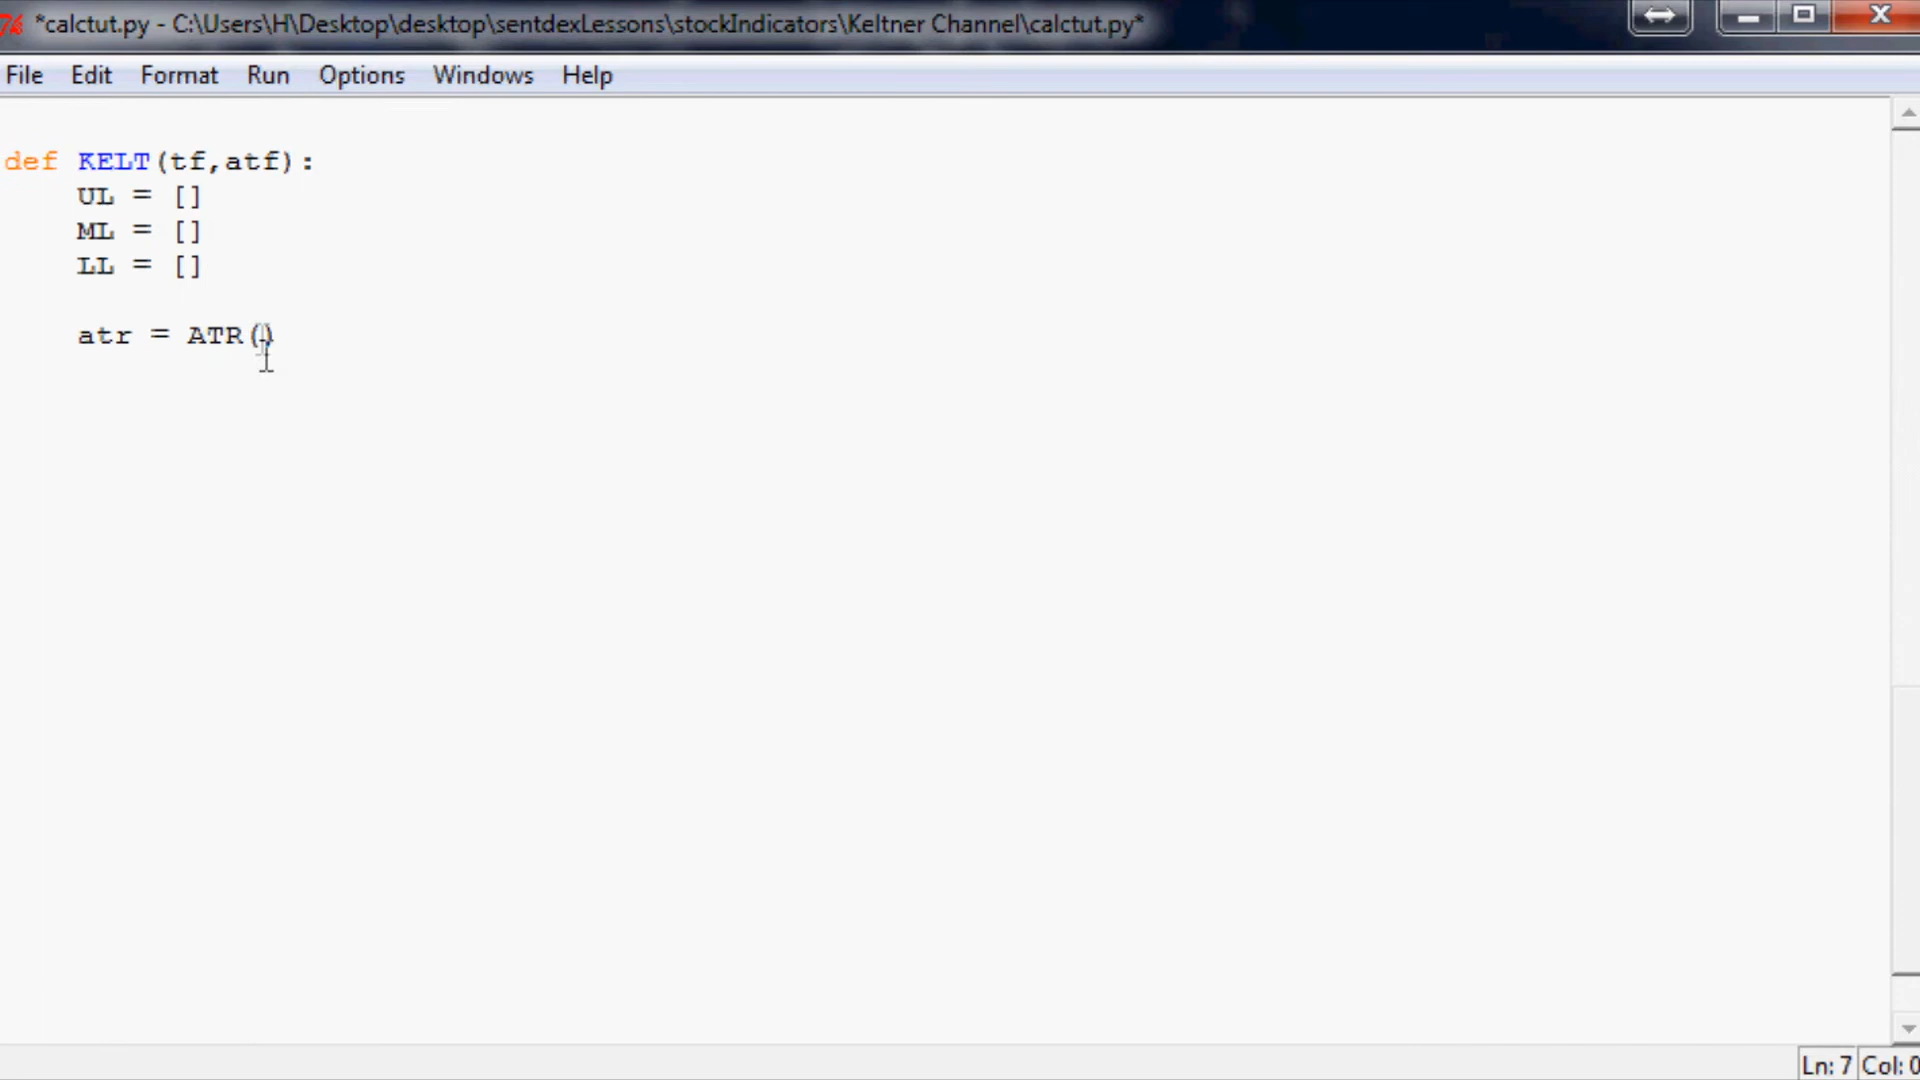 *calctut.py - C:\Users\H\Desktop\desktop\sentdexLessons\stockIndicators\Keltner Channel\calctut.py*
File Edit Format Run Options Windows Help
def KELT(tf,atf):
    UL = []
    ML = []
    LL = []
    atr = ATR()
Ln: 7 Col: 0